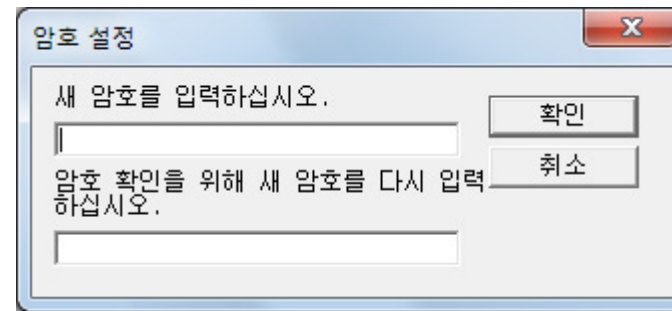 암호 설정
새 암호를 입력하십시오.
확인
취소
암호 확인을 위해 새 암호를 다시 입력
하십시오.